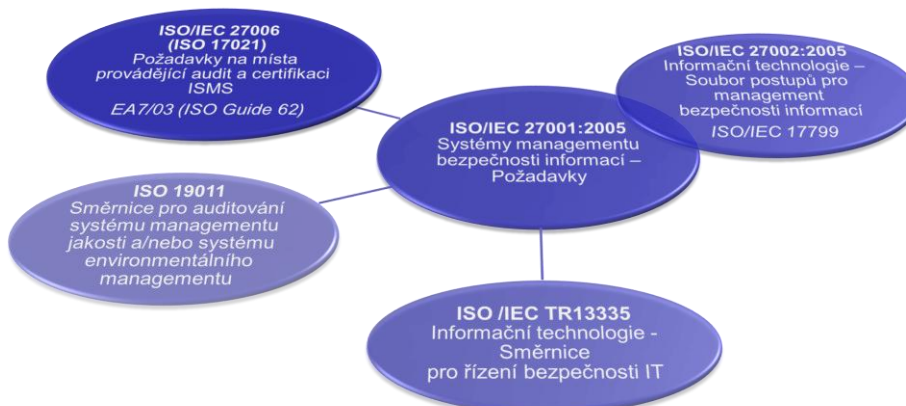 ISO/IEC 27006
(ISO 17021)
Požadavky na místa
provádějící audit a certifikaci
ISMS
EA7/03 (ISO Guide 62)
ISO/IEC 27002:2005
Informační technologie –
Soubor postupů pro
management
bezpečnosti informací
ISO/IEC 17799
ISO/IEC 27001:2005
Systémy managementu
bezpečnosti informací –
Požadavky
ISO 19011
Směrnice pro auditování
systému managementu
jakosti a/nebo systému
environmentálního
managementu
ISO /IEC TR13335
Informační technologie -
Směrnice
pro řízení bezpečnosti IT